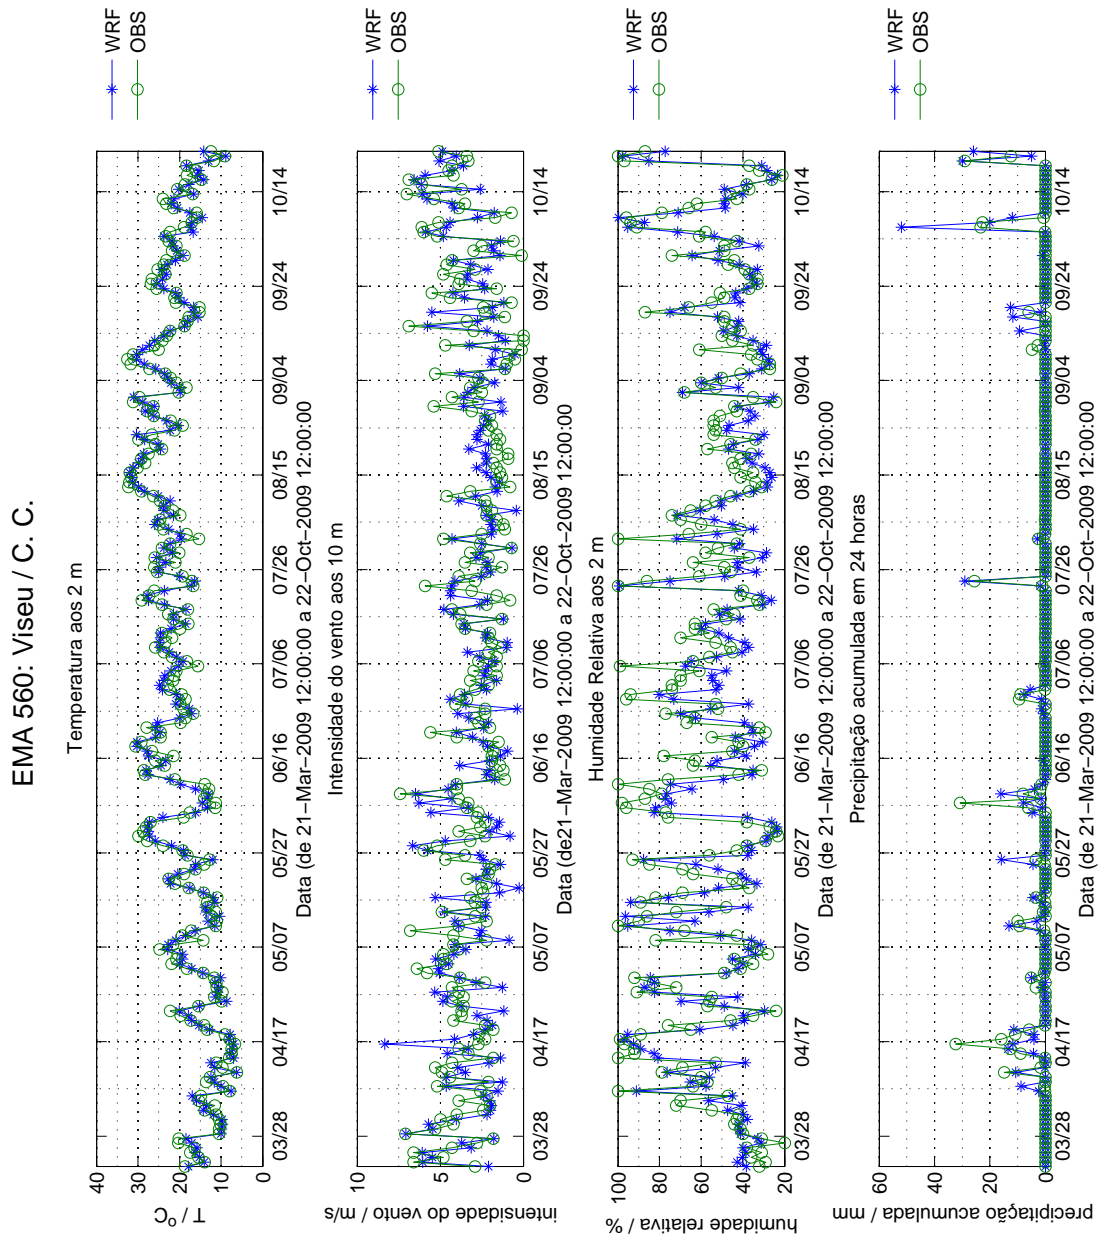 EMA 560: Viseu / C. C.
Temperatura aos 2 m
WRF
OBS
T / °C
40
30
20
10
0
03/28
04/17
05/07
05/27
06/16
07/06
07/26
08/15
09/04
09/24
10/14
Data (de 21−Mar−2009 12:00:00 a 22−Oct−2009 12:00:00
Intensidade do vento aos 10 m
WRF
OBS
intensidade do vento / m/s
10
5
0
03/28
04/17
05/07
05/27
06/16
07/06
07/26
08/15
09/04
09/24
10/14
Data (de21−Mar−2009 12:00:00 a 22−Oct−2009 12:00:00
Humidade Relativa aos 2 m
WRF
OBS
humidade relativa / %
100
80
60
40
20
03/28
04/17
05/07
05/27
06/16
07/06
07/26
08/15
09/04
09/24
10/14
Data (de 21−Mar−2009 12:00:00 a 22−Oct−2009 12:00:00
Precipitação acumulada em 24 horas
WRF
OBS
precipitação acumulada / mm
60
40
20
0
03/28
04/17
05/07
05/27
06/16
07/06
07/26
08/15
09/04
09/24
10/14
Data (de 21−Mar−2009 12:00:00 a 22−Oct−2009 12:00:00